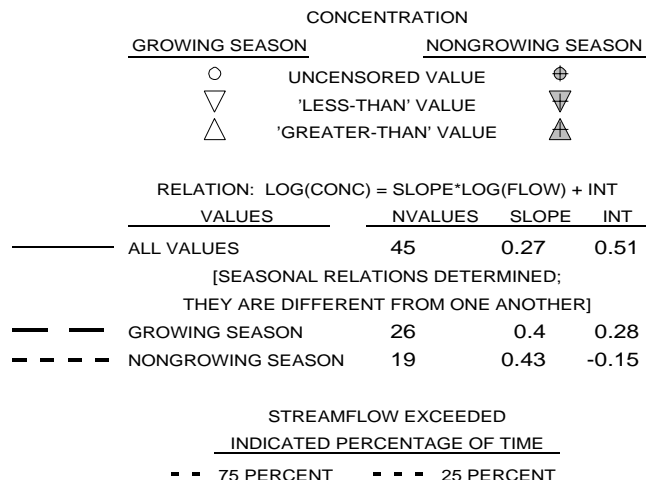 CONCENTRATION
GROWING SEASON NONGROWING SEASON
UNCENSORED VALUE
'LESS-THAN' VALUE
'GREATER-THAN' VALUE
RELATION: LOG(CONC) = SLOPE*LOG(FLOW) + INT
VALUES NVALUES SLOPE INT
ALL VALUES 45 0.27 0.51
[SEASONAL RELATIONS DETERMINED;
THEY ARE DIFFERENT FROM ONE ANOTHER]
GROWING SEASON 26 0.4 0.28
NONGROWING SEASON 19 0.43 -0.15
STREAMFLOW EXCEEDED
INDICATED PERCENTAGE OF TIME
75 PERCENT 25 PERCENT